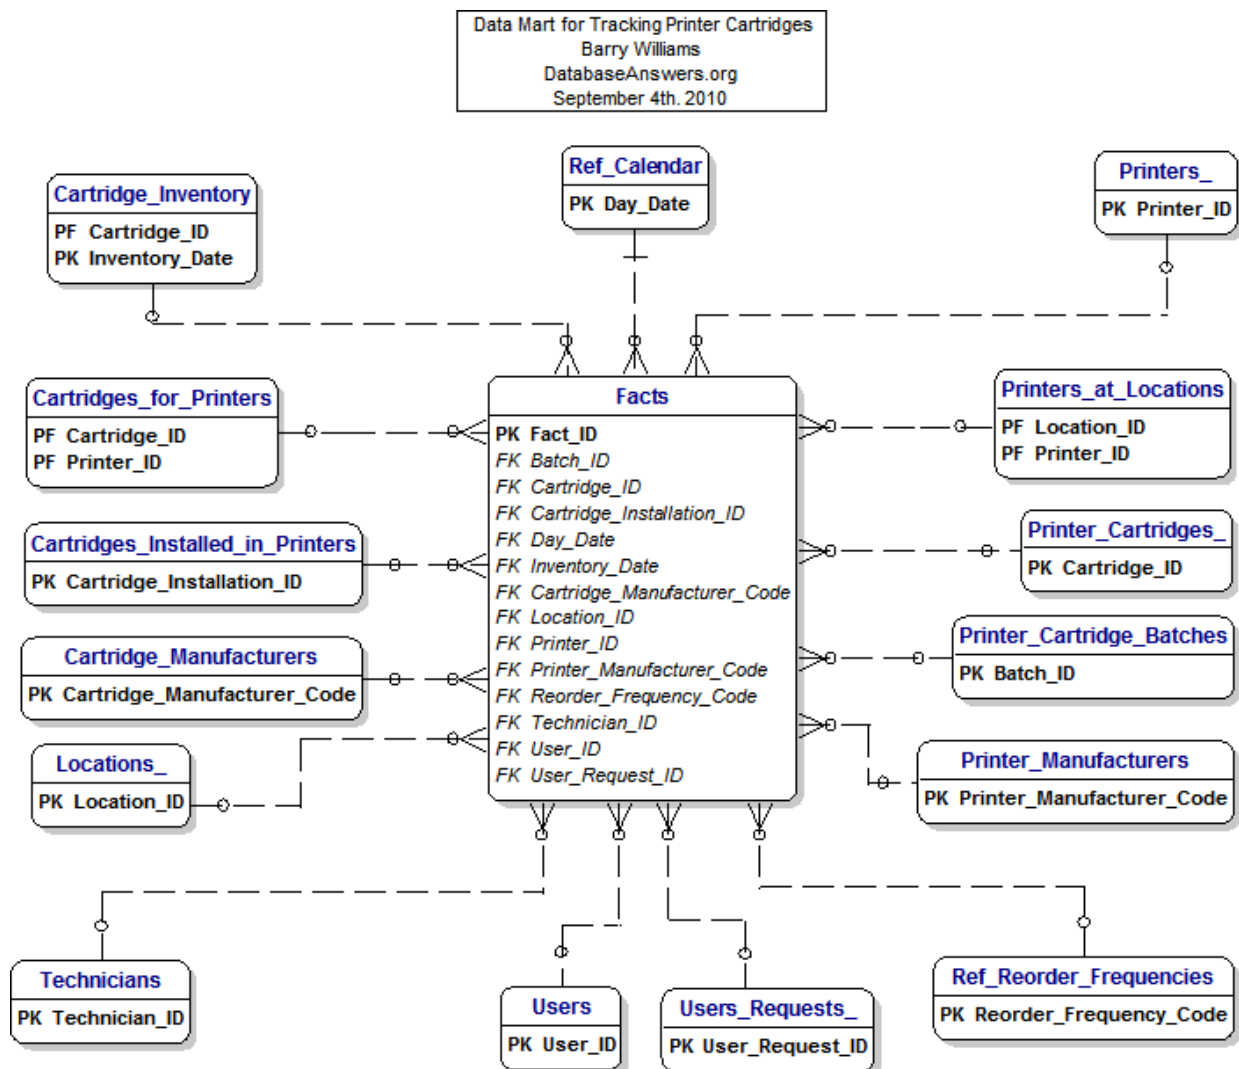 Data Mart for Tracking Printer Cartridges
Barry Williams
DatabaseAnswers.org
September 4th. 2010
Ref_Calendar
PK Day_Date
Printers_
PK Printer_ID
Cartridge_Inventory
PF Cartridge_ID
PK Inventory_Date
Cartridges_for_Printers
PF Cartridge_ID
PF Printer_ID
Facts
PK Fact_ID
FK Batch_ID
FK Cartridge_ID
FK Cartridge_Installation_ID
FK Day_Date
FK Inventory_Date
FK Cartridge_Manufacturer_Code
FK Location_ID
FK Printer_ID
FK Printer_Manufacturer_Code
FK Reorder_Frequency_Code
FK Technician_ID
FK User_ID
FK User_Request_ID
Printers_at_Locations
PF Location_ID
PF Printer_ID
Cartridges_Installed_in_Printers
PK Cartridge_Installation_ID
Printer_Cartridges_
PK Cartridge_ID
Cartridge_Manufacturers
PK Cartridge_Manufacturer_Code
Printer_Cartridge_Batches
PK Batch_ID
Locations_
PK Location_ID
Printer_Manufacturers
PK Printer_Manufacturer_Code
Technicians
PK Technician_ID
Users
PK User_ID
Users_Requests_
PK User_Request_ID
Ref_Reorder_Frequencies
PK Reorder_Frequency_Code